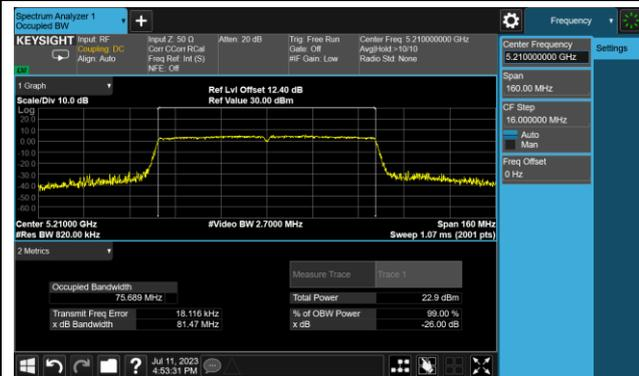 Spectrum Analyzer 1
Occupied BW
Frequency
KEYSIGHT
Input: RF
Coupling: DC
Align: Auto
Input Z: 50 Ω
Corr CCorr RCal
Freq Ref: Int (S)
NFE: Off
Atten: 20 dB
Trig: Free Run
Gate: Off
#IF Gain: Low
Center Freq: 5.210000000 GHz
Avg|Hold:>10/10
Radio Std: None
Center Frequency
5.210000000 GHz
Settings
Span
160.00 MHz
CF Step
16.000000 MHz
Auto
Man
Freq Offset
0 Hz
1 Graph
Scale/Div 10.0 dB
Ref Lvl Offset 12.40 dB
Ref Value 30.00 dBm
Log
20.0
10.0
0.00
-10.0
-20.0
-30.0
-40.0
-50.0
-60.0
Center 5.21000 GHz
#Res BW 820.00 kHz
#Video BW 2.7000 MHz
Span 160 MHz
Sweep 1.07 ms (2001 pts)
2 Metrics
Measure Trace
Trace 1
Occupied Bandwidth
75.689 MHz
Total Power
22.9 dBm
Transmit Freq Error
18.116 kHz
% of OBW Power
99.00 %
x dB Bandwidth
81.47 MHz
x dB
-26.00 dB
Jul 11, 2023
4:53:31 PM